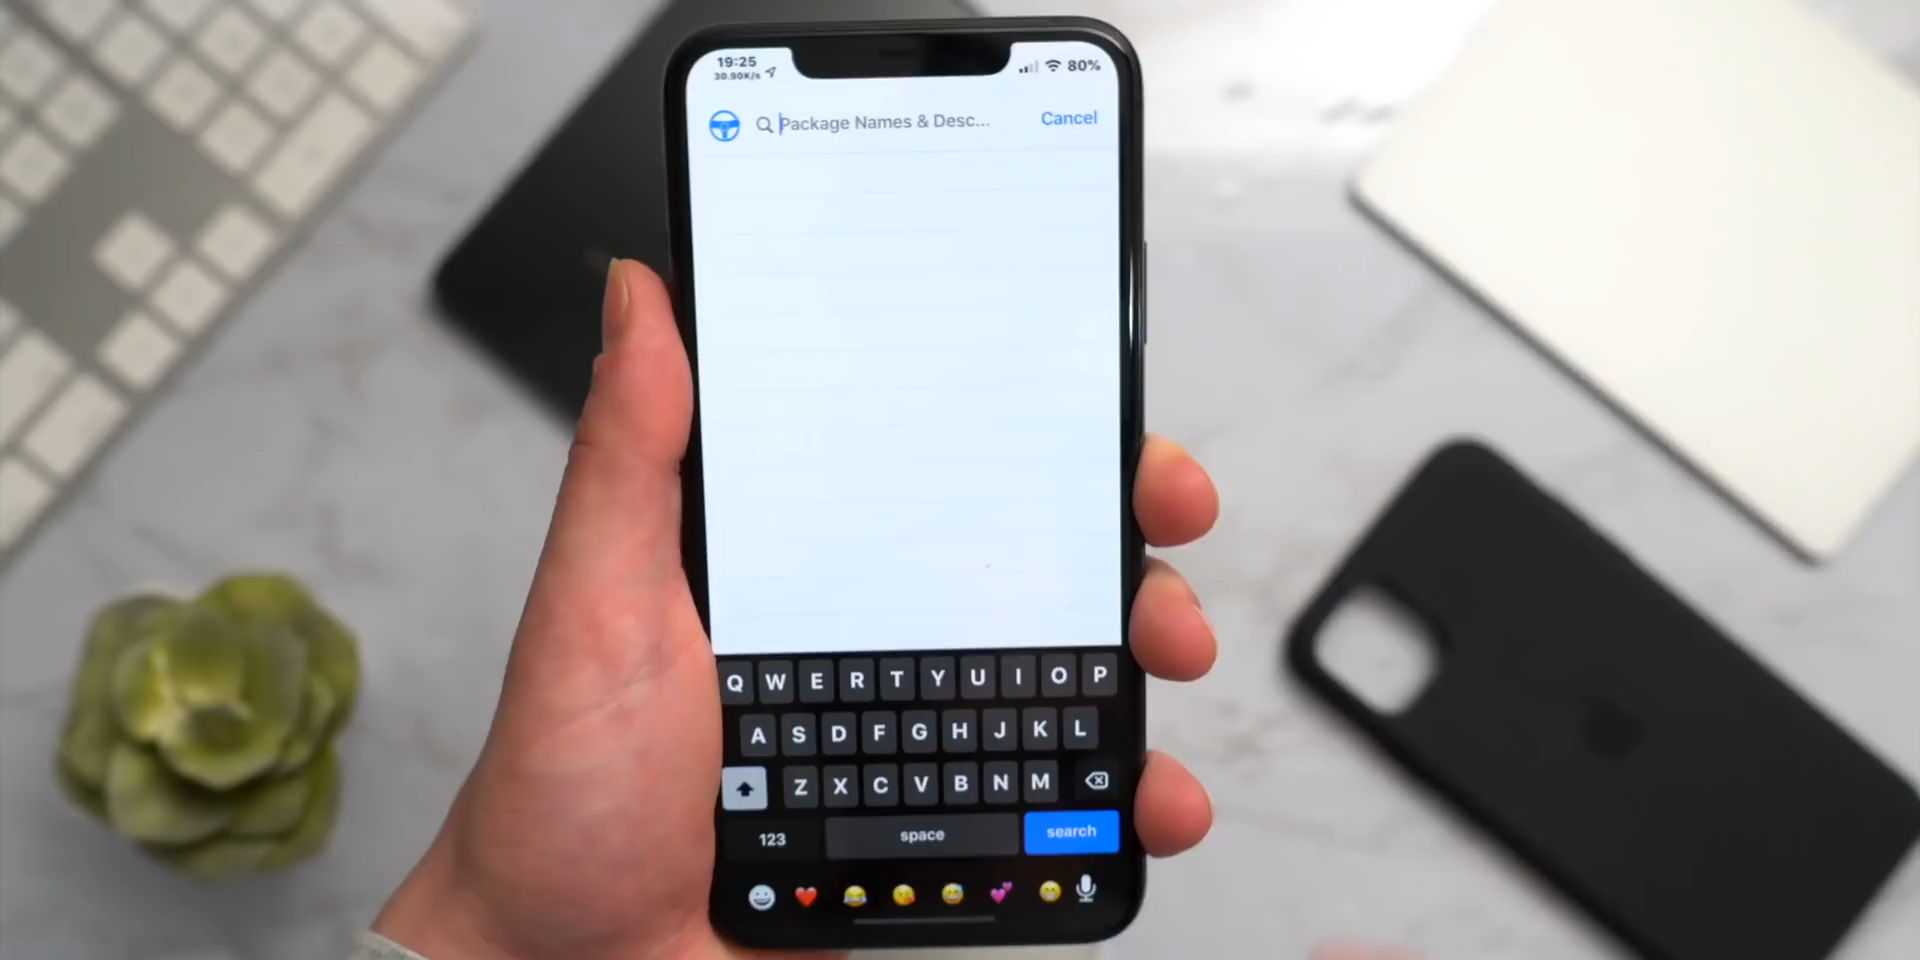 19:25
30.90K/s
80%
Package Names & Desc...
Cancel
Q W E R T Y U I O P
A S D F G H J K L
Z X C V B N M
123 space search